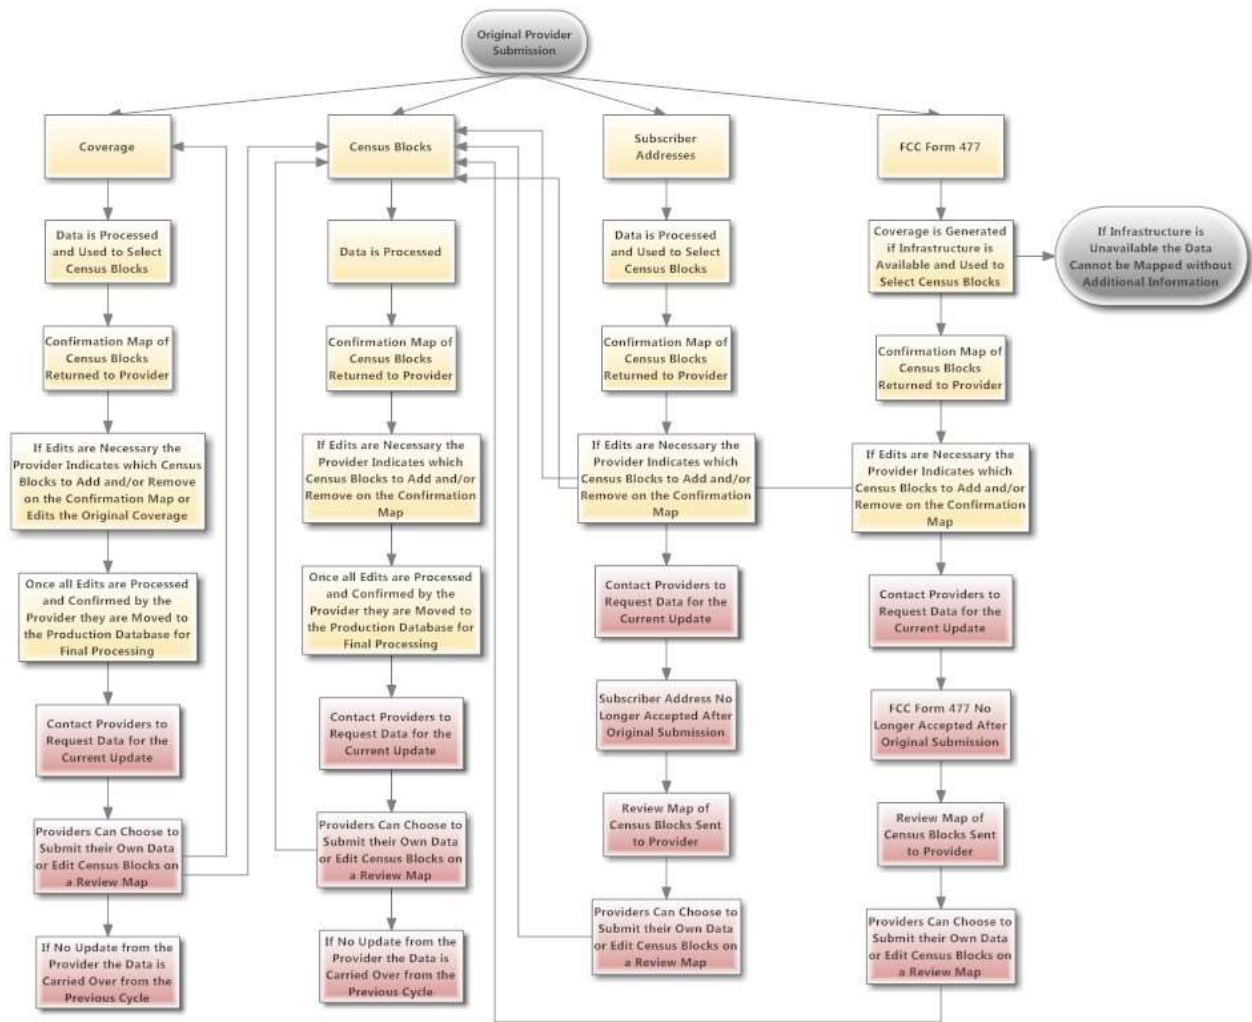 Original Provider
Submission
Coverage
Census Blocks
Subscriber
Addresses
FCC Form 477
Data is Processed
and Used to Select
Census Blocks
Data is Processed
Data is Processed
and Used to Select
Census Blocks
Coverage is Generated
if Infrastructure is
Available and Used to
Select Census Blocks
If Infrastructure is
Unavailable the Data
Cannot be Mapped without
Additional Information
Confirmation Map of
Census Blocks
Returned to Provider
Confirmation Map of
Census Blocks
Returned to Provider
Confirmation Map of
Census Blocks
Returned to Provider
Confirmation Map of
Census Blocks
Returned to Provider
If Edits are Necessary the
Provider Indicates which Census
Blocks to Add and/or Remove
on the Confirmation Map or
Edits the Original Coverage
If Edits are Necessary the
Provider Indicates which
Census Blocks to Add and/or
Remove on the Confirmation
Map
If Edits are Necessary the
Provider Indicates which
Census Blocks to Add and/or
Remove on the Confirmation
Map
If Edits are Necessary the
Provider Indicates which
Census Blocks to Add and/or
Remove on the Confirmation
Map
Once all Edits are Processed
and Confirmed by the
Provider they are Moved to
the Production Database for
Final Processing
Once all Edits are Processed
and Confirmed by the
Provider they are Moved to
the Production Database for
Final Processing
Contact Providers to
Request Data for the
Current Update
Contact Providers to
Request Data for the
Current Update
Contact Providers to
Request Data for the
Current Update
Contact Providers to
Request Data for the
Current Update
Subscriber Address No
Longer Accepted After
Original Submission
FCC Form 477 No
Longer Accepted After
Original Submission
Providers Can Choose to
Submit their Own Data
or Edit Census Blocks on
a Review Map
Providers Can Choose to
Submit their Own Data
or Edit Census Blocks on
a Review Map
Review Map of
Census Blocks Sent
to Provider
Review Map of
Census Blocks Sent
to Provider
If No Update from the
Provider the Data is
Carried Over from the
Previous Cycle
If No Update from the
Provider the Data is
Carried Over from the
Previous Cycle
Providers Can Choose to
Submit their Own Data
or Edit Census Blocks on
a Review Map
Providers Can Choose to
Submit their Own Data
or Edit Census Blocks on
a Review Map